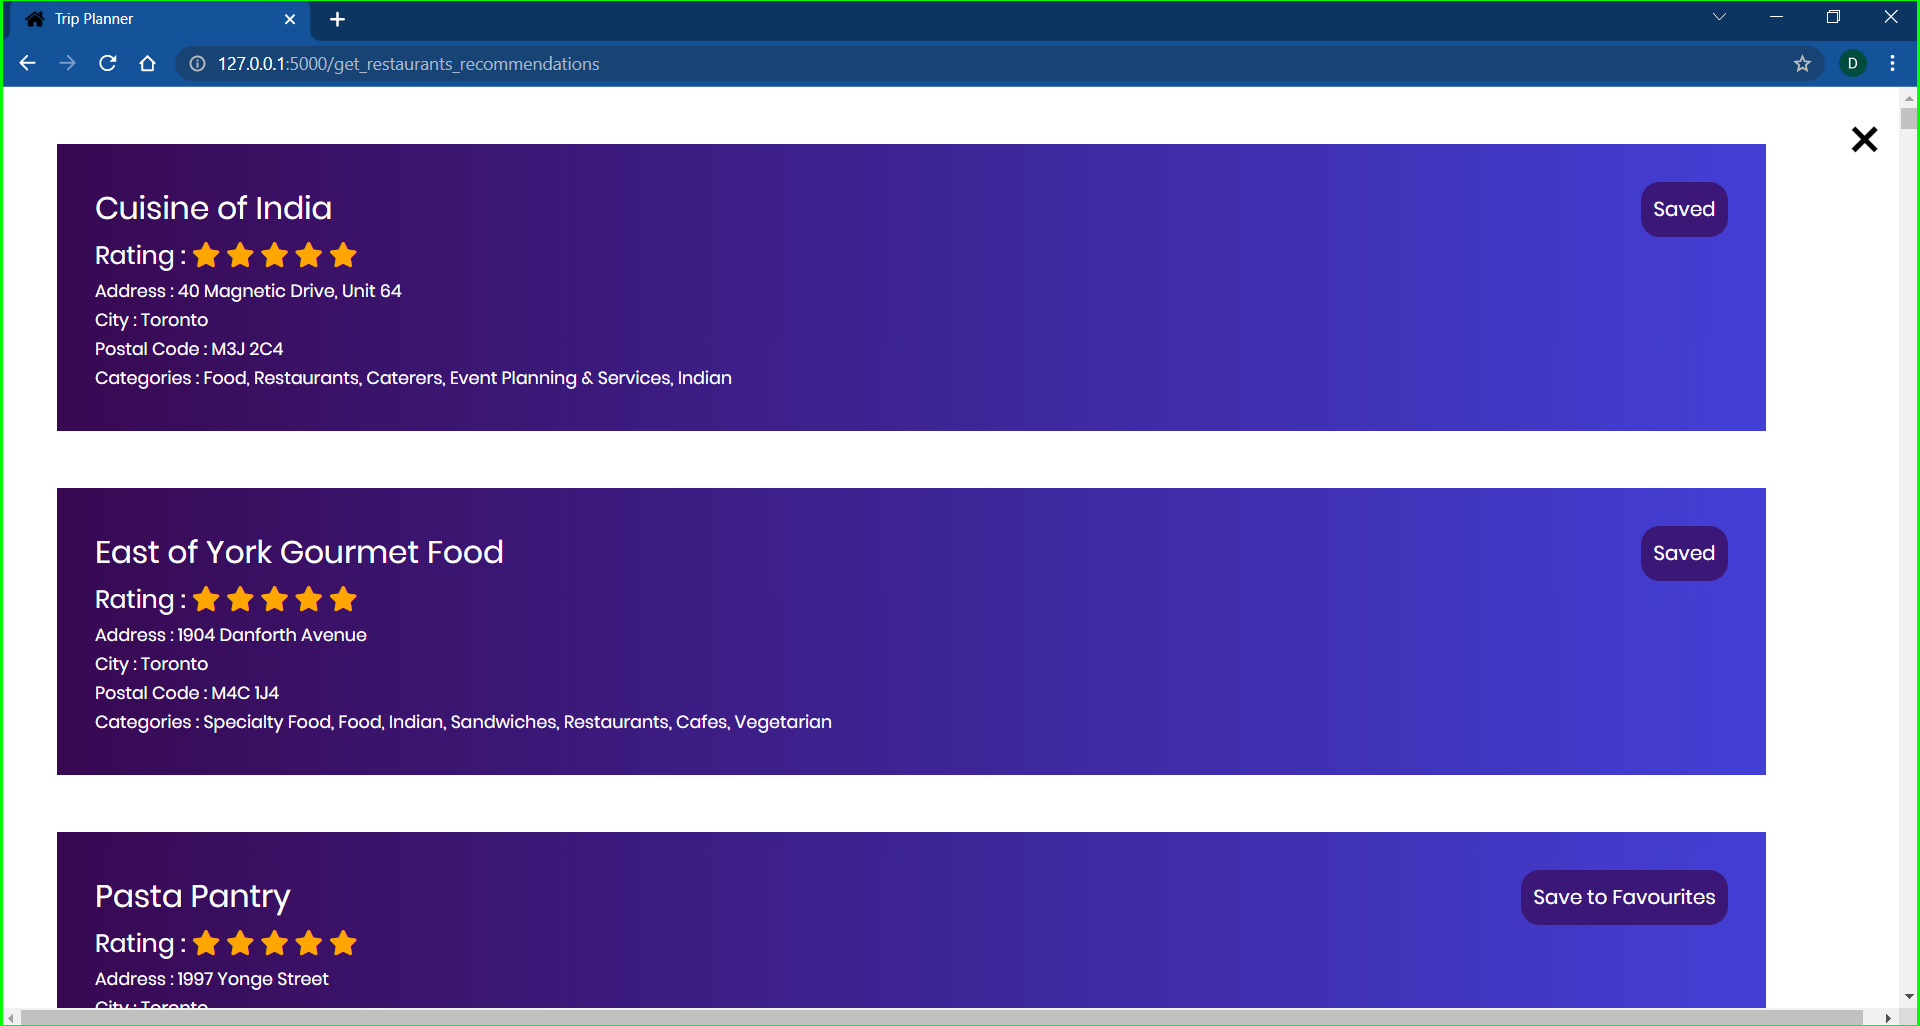 Trip Planner
127.0.0.1:5000/get_restaurants_recommendations
D
Cuisine of India
Saved
Rating :
Address : 40 Magnetic Drive, Unit 64
City : Toronto
Postal Code : M3J 2C4
Categories : Food, Restaurants, Caterers, Event Planning & Services, Indian
East of York Gourmet Food
Saved
Rating :
Address : 1904 Danforth Avenue
City : Toronto
Postal Code : M4C 1J4
Categories : Specialty Food, Food, Indian, Sandwiches, Restaurants, Cafes, Vegetarian
Pasta Pantry
Save to Favourites
Rating :
Address : 1997 Yonge Street
City : Toronto